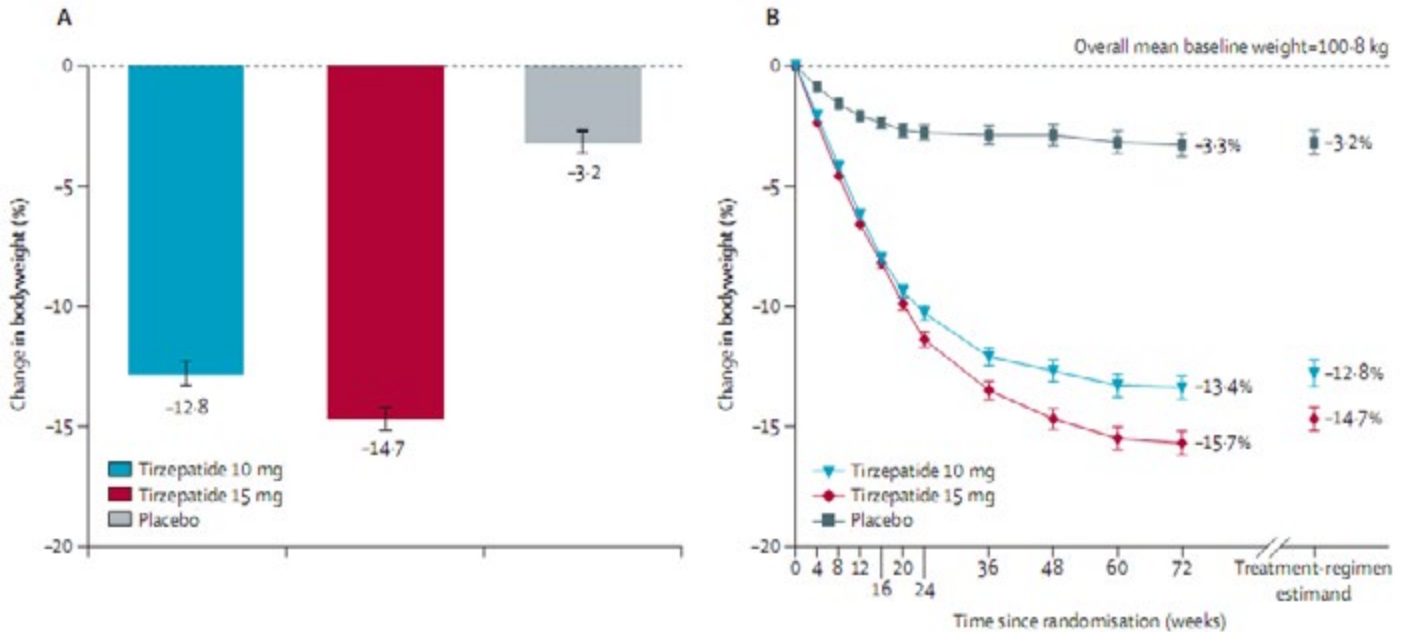 A
0
−5
−10
−15
−20
Change in bodyweight (%)
−12·8
−14·7
−3·2
Tirzepatide 10 mg
Tirzepatide 15 mg
Placebo
B
Overall mean baseline weight=100·8 kg
0
−5
−10
−15
−20
Change in bodyweight (%)
−3·3%
−3·2%
−13·4%
−12·8%
−15·7%
−14·7%
Tirzepatide 10 mg
Tirzepatide 15 mg
Placebo
0 4 8 12 16 20 24 36 48 60 72
Treatment-regimen
estimand
Time since randomisation (weeks)